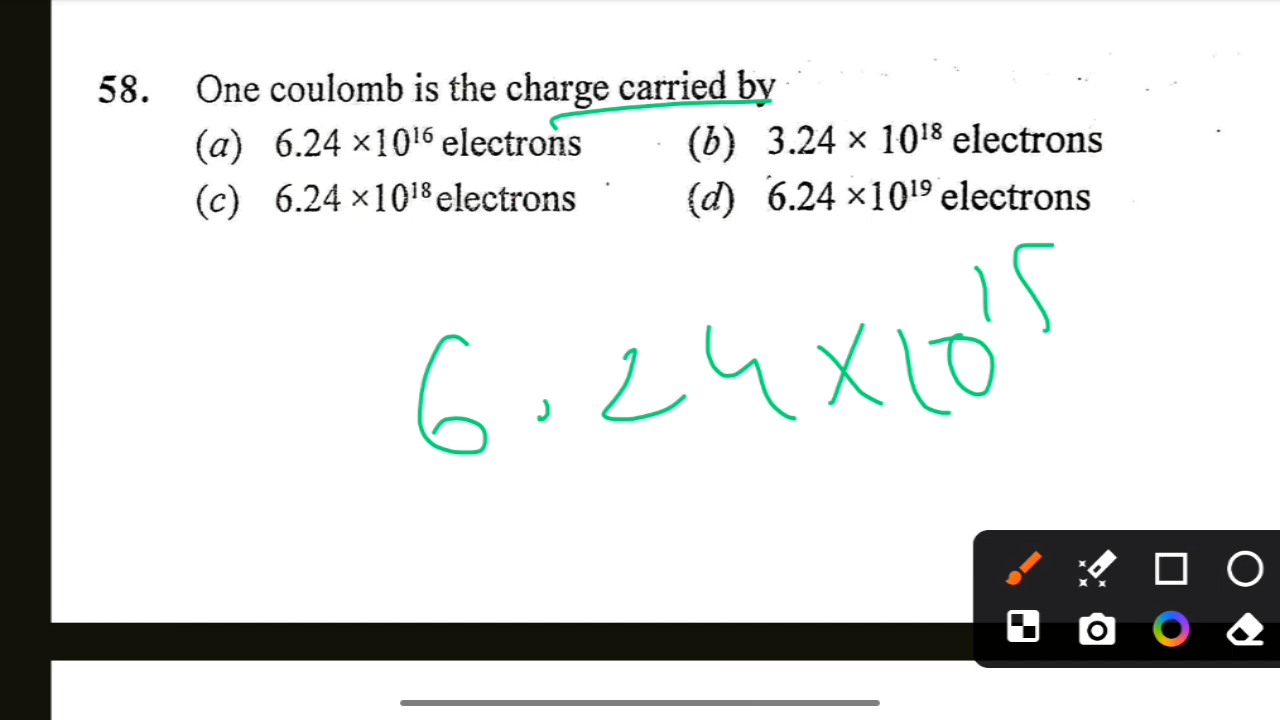 58. One coulomb is the charge carried by
(a) 6.24 ×10¹⁶ electrons (b) 3.24 × 10¹⁸ electrons
(c) 6.24 ×10¹⁸ electrons (d) 6.24 ×10¹⁹ electrons
6.24×10¹⁵